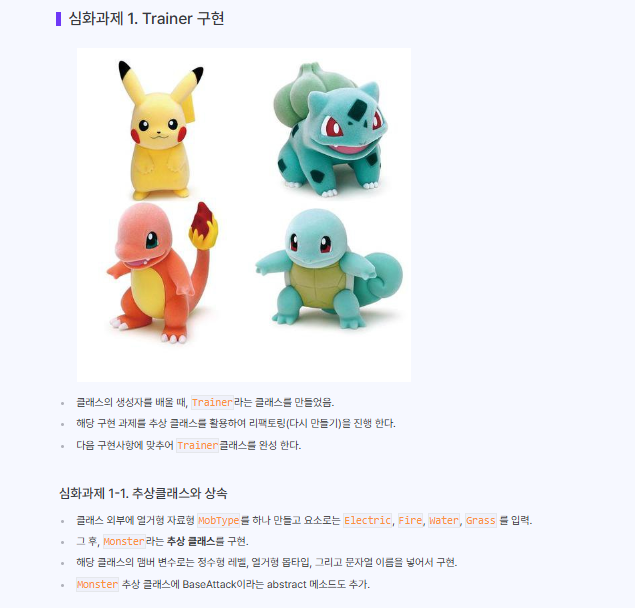 심화과제 1. Trainer 구현
클래스의 생성자를 배울 때, Trainer라는 클래스를 만들었음.
해당 구현 과제를 추상 클래스를 활용하여 리팩토링(다시 만들기)을 진행 한다.
다음 구현사항에 맞추어 Trainer클래스를 완성 한다.
심화과제 1-1. 추상클래스와 상속
클래스 외부에 열거형 자료형 MobType를 하나 만들고 요소로는 Electric, Fire, Water, Grass 를 입력.
그 후, Monster라는 추상 클래스를 구현.
해당 클래스의 맴버 변수로는 정수형 레벨, 열거형 몹타입, 그리고 문자열 이름을 넣어서 구현.
Monster 추상 클래스에 BaseAttack이라는 abstract 메소드도 추가.